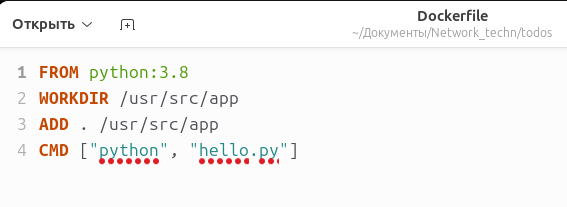 Открыть
Dockerfile
~/Документы/Network_techn/todos
1 FROM python:3.8
2 WORKDIR /usr/src/app
3 ADD . /usr/src/app
4 CMD ["python", "hello.py"]